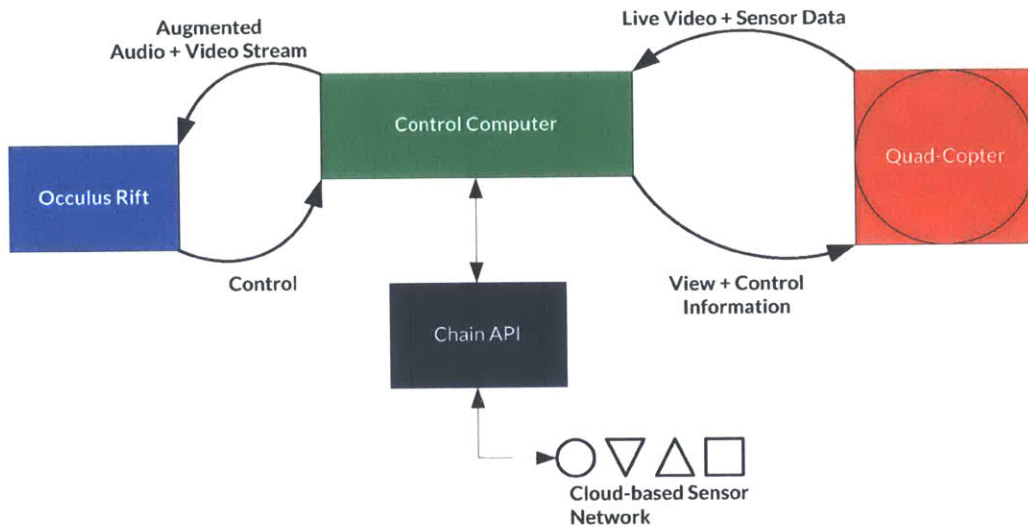 Augmented
Audio + Video Stream
Live Video + Sensor Data
Control Computer
Quad-Copter
Occulus Rift
Control
View + Control
Information
Chain API
Cloud-based Sensor
Network